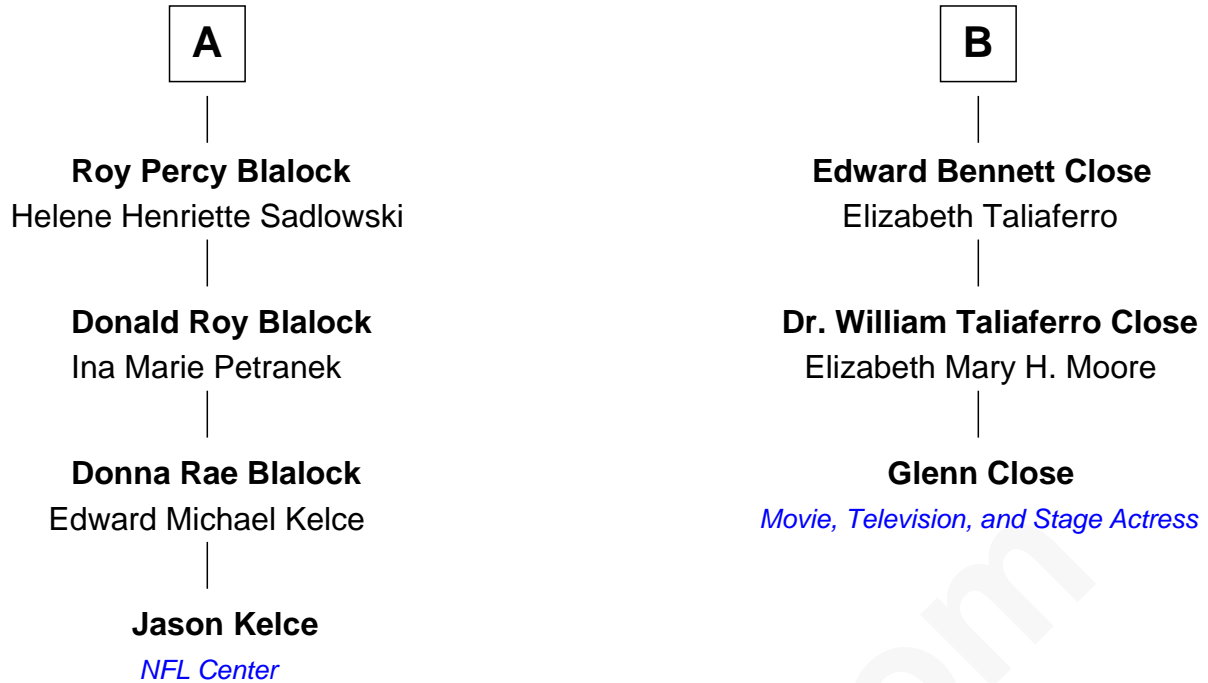 A
Roy Percy Blalock
Helene Henriette Sadlowski
Donald Roy Blalock
Ina Marie Petranek
Donna Rae Blalock
Edward Michael Kelce
Jason Kelce
NFL Center
B
Edward Bennett Close
Elizabeth Taliaferro
Dr. William Taliaferro Close
Elizabeth Mary H. Moore
Glenn Close
Movie, Television, and Stage Actress
om